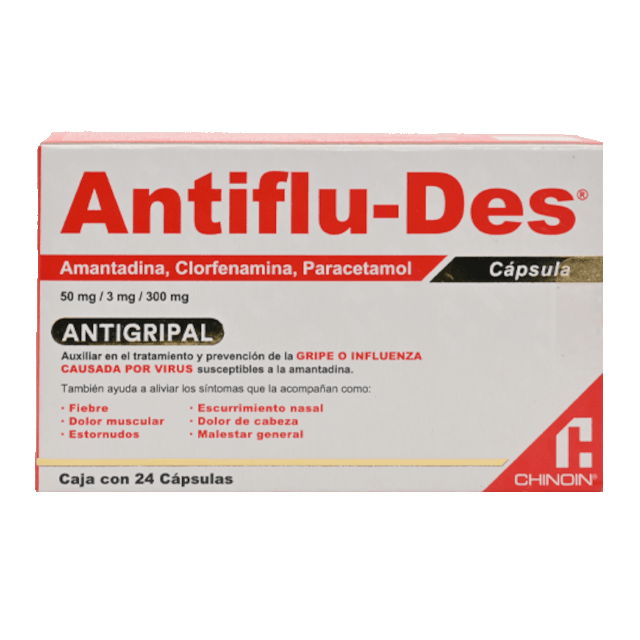 Antiflu-Des®
Amantadina, Clorfenamina, Paracetamol
Cápsula
50 mg / 3 mg / 300 mg
ANTIGRIPAL
Auxiliar en el tratamiento y prevención de la GRIPE O INFLUENZA
CAUSADA POR VIRUS susceptibles a la amantadina.
También ayuda a aliviar los síntomas que la acompañan como:
· Fiebre
· Dolor muscular
· Estornudos
· Escurrimiento nasal
· Dolor de cabeza
· Malestar general
Caja con 24 Cápsulas
CHINOIN®